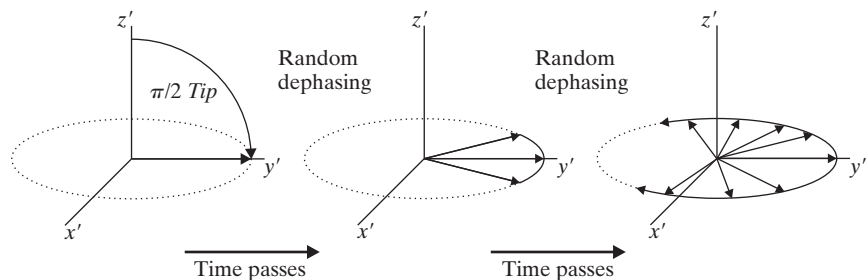 z′
π/2 Tip
y′
x′
Random
dephasing
z′
y′
x′
Random
dephasing
z′
y′
x′
Time passes
Time passes